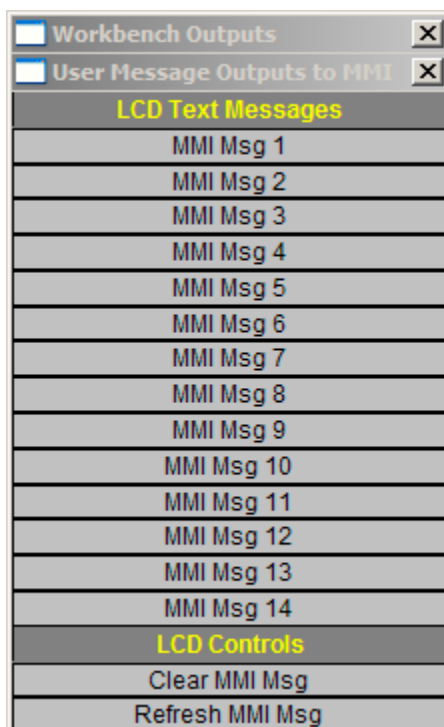 Workbench Outputs
User Message Outputs to MMI
LCD Text Messages
MMI Msg 1
MMI Msg 2
MMI Msg 3
MMI Msg 4
MMI Msg 5
MMI Msg 6
MMI Msg 7
MMI Msg 8
MMI Msg 9
MMI Msg 10
MMI Msg 11
MMI Msg 12
MMI Msg 13
MMI Msg 14
LCD Controls
Clear MMI Msg
Refresh MMI Msg